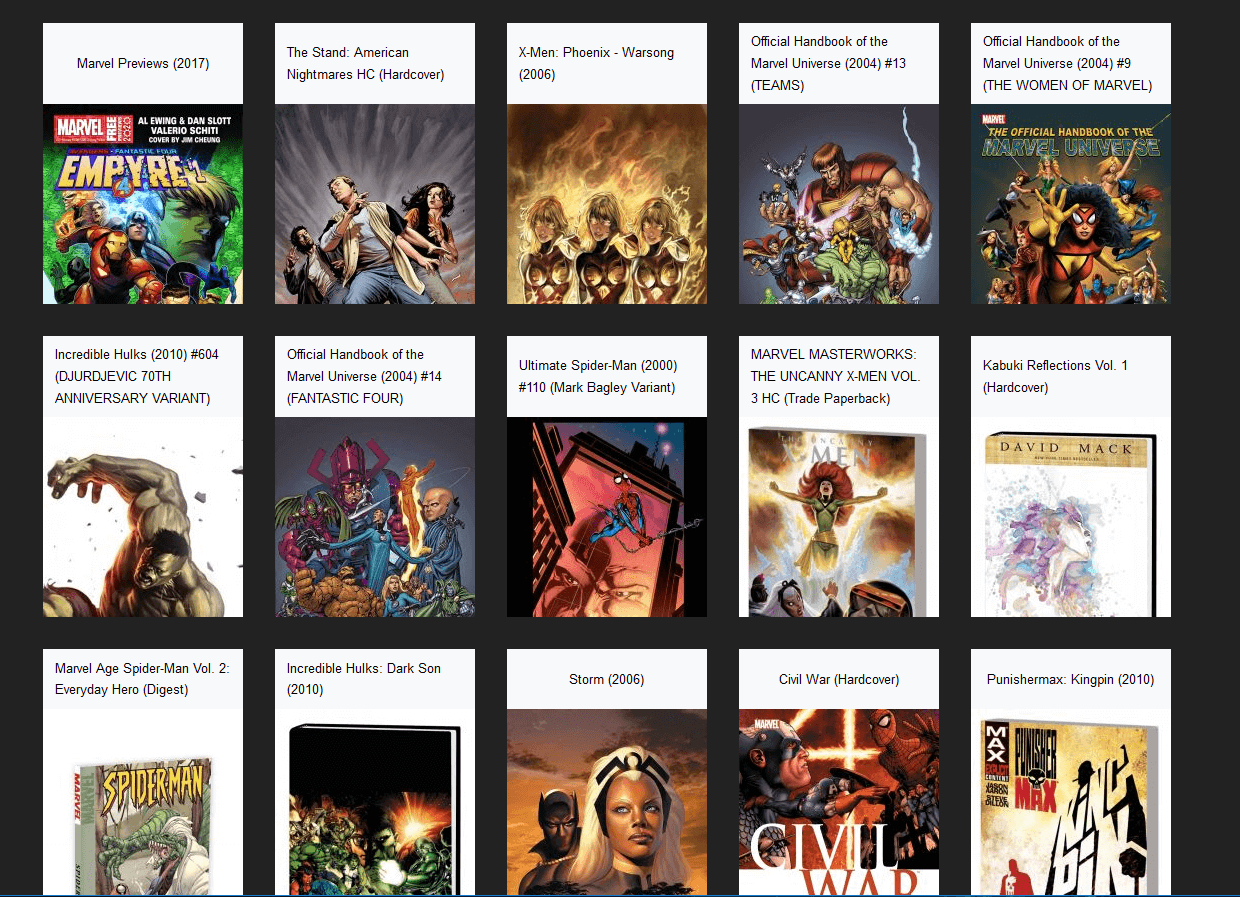 Marvel Previews (2017)
MARVEL
FREE
AL EWING & DAN SLOTT
VALERIO SCHITI
COVER BY JIM CHEUNG
AVENGERS · FANTASTIC FOUR
EMPYRE
The Stand: American
Nightmares HC (Hardcover)
X-Men: Phoenix - Warsong
(2006)
Official Handbook of the
Marvel Universe (2004) #13
(TEAMS)
Official Handbook of the
Marvel Universe (2004) #9
(THE WOMEN OF MARVEL)
MARVEL
THE OFFICIAL HANDBOOK OF THE
MARVEL UNIVERSE
Incredible Hulks (2010) #604
(DJURDJEVIC 70TH
ANNIVERSARY VARIANT)
Official Handbook of the
Marvel Universe (2004) #14
(FANTASTIC FOUR)
Ultimate Spider-Man (2000)
#110 (Mark Bagley Variant)
MARVEL MASTERWORKS:
THE UNCANNY X-MEN VOL.
3 HC (Trade Paperback)
THE UNCANNY
X-MEN
Kabuki Reflections Vol. 1
(Hardcover)
DAVID MACK
NEW YORK TIMES BESTSELLER
Marvel Age Spider-Man Vol. 2:
Everyday Hero (Digest)
SPIDER-MAN
MARVEL
Incredible Hulks: Dark Son
(2010)
Storm (2006)
Civil War (Hardcover)
MARVEL
CIVIL
WAR
Punishermax: Kingpin (2010)
MAX
EXPLICIT
CONTENT
JASON
AARON
STEVE
DILLON
PUNISHER
MAX
KINGPIN